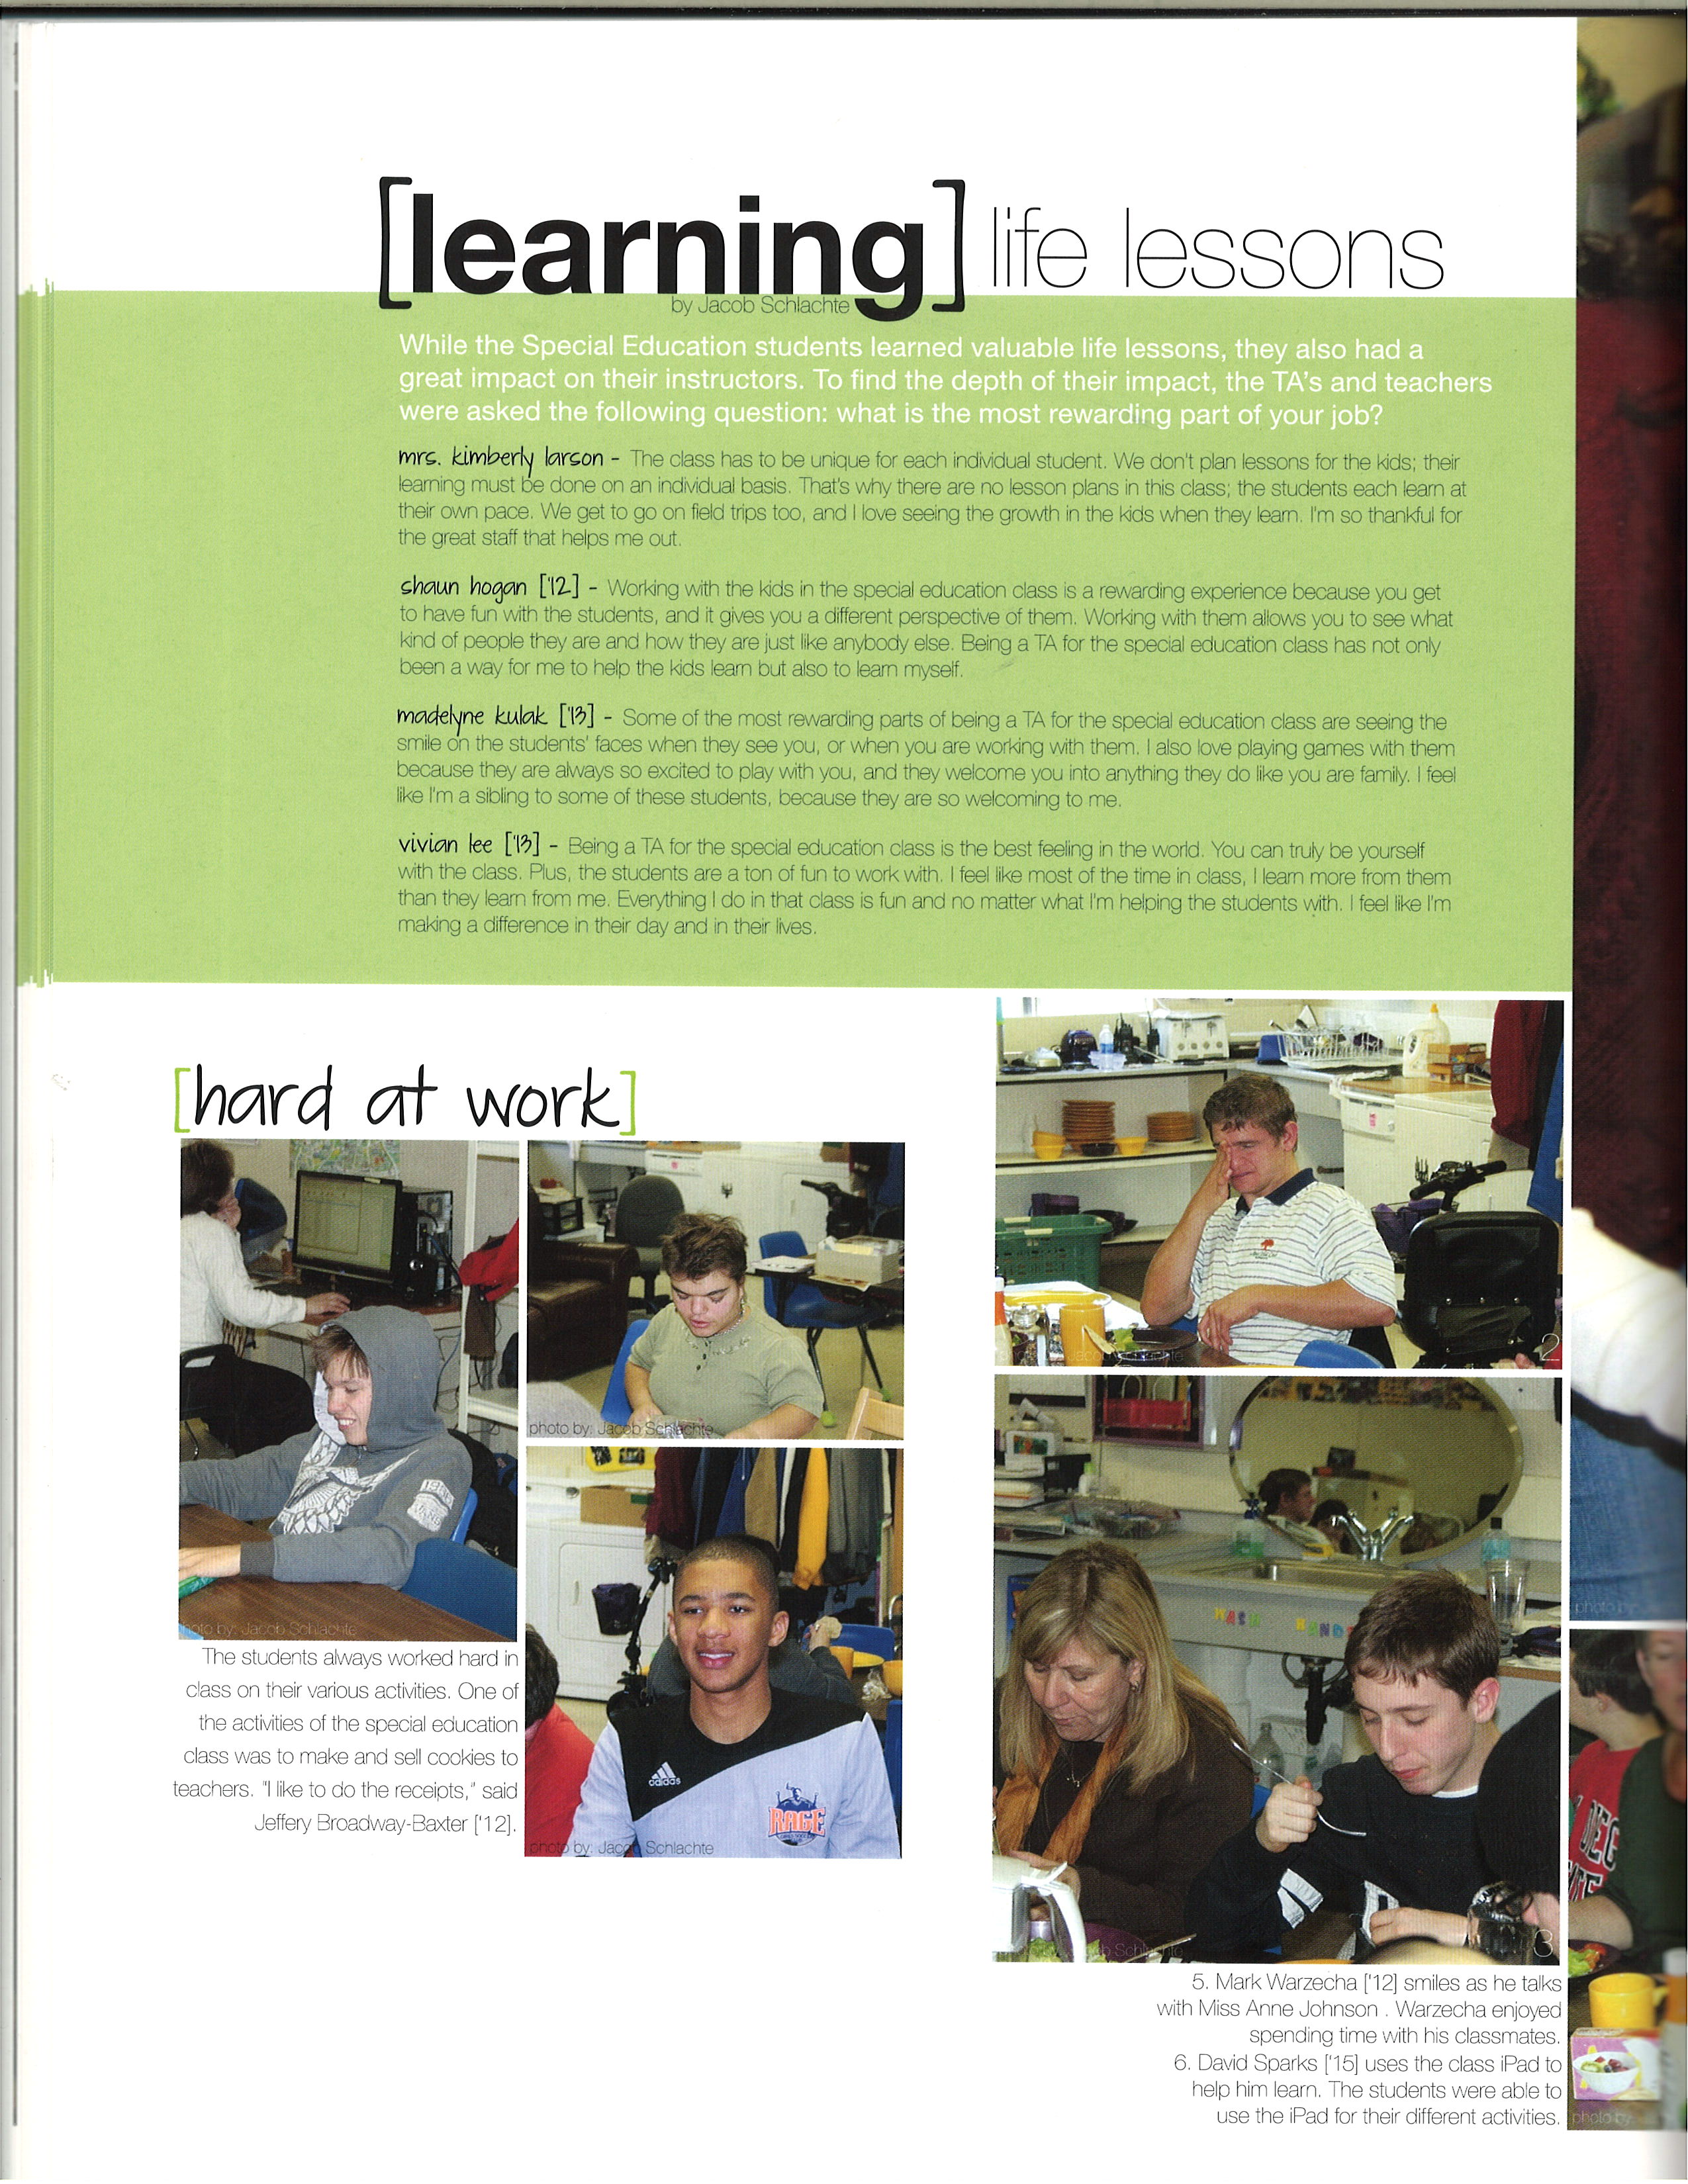 [learning] life lessons
by Jacob Schlachte
While the Special Education students learned valuable life lessons, they also had a
great impact on their instructors. To find the depth of their impact, the TA's and teachers
were asked the following question: what is the most rewarding part of your job?
mrs. kimberly larson - The class has to be unique for each individual student. We don't plan lessons for the kids; their
learning must be done on an individual basis. That's why there are no lesson plans in this class; the students each learn at
their own pace. We get to go on field trips too, and I love seeing the growth in the kids when they learn. I'm so thankful for
the great staff that helps me out.
shaun hogan ['12] - Working with the kids in the special education class is a rewarding experience because you get
to have fun with the students, and it gives you a different perspective of them. Working with them allows you to see what
kind of people they are and how they are just like anybody else. Being a TA for the special education class has not only
been a way for me to help the kids learn but also to learn myself.
madelyne kulak ['13] - Some of the most rewarding parts of being a TA for the special education class are seeing the
smile on the students' faces when they see you, or when you are working with them. I also love playing games with them
because they are always so excited to play with you, and they welcome you into anything they do like you are family. I feel
like I'm a sibling to some of these students, because they are so welcoming to me.
vivian lee ['13] - Being a TA for the special education class is the best feeling in the world. You can truly be yourself
with the class. Plus, the students are a ton of fun to work with. I feel like most of the time in class, I learn more from them
than they learn from me. Everything I do in that class is fun and no matter what I'm helping the students with. I feel like I'm
making a difference in their day and in their lives.
[hard at work]
photo by: Jacob Schlachte
photo by: Jacob Schlachte
The students always worked hard in
class on their various activities. One of
the activities of the special education
class was to make and sell cookies to
teachers. "I like to do the receipts," said
Jeffery Broadway-Baxter ['12].
adidas
RAGE
photo by: Jacob Schlachte
2
WASH HANDS
3
5. Mark Warzecha ['12] smiles as he talks
with Miss Anne Johnson . Warzecha enjoyed
spending time with his classmates.
6. David Sparks ['15] uses the class iPad to
help him learn. The students were able to
use the iPad for their different activities.
photo by:
photo by: